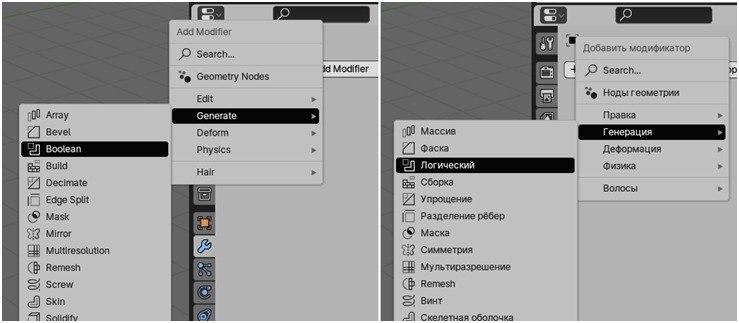 Add Modifier
Search...
dd Modifier
Geometry Nodes
Edit
Generate
Deform
Physics
Hair
Array
Bevel
Boolean
Build
Decimate
Edge Split
Mask
Mirror
Multiresolution
Remesh
Screw
Skin
Solidify
Добавить модификатор
Search...
Ноды геометрии
Правка
Генерация
Деформация
Физика
Волосы
Массив
Фаска
Логический
Сборка
Упрощение
Разделение рёбер
Маска
Симметрия
Мультиразрешение
Remesh
Винт
Скелетная оболочка